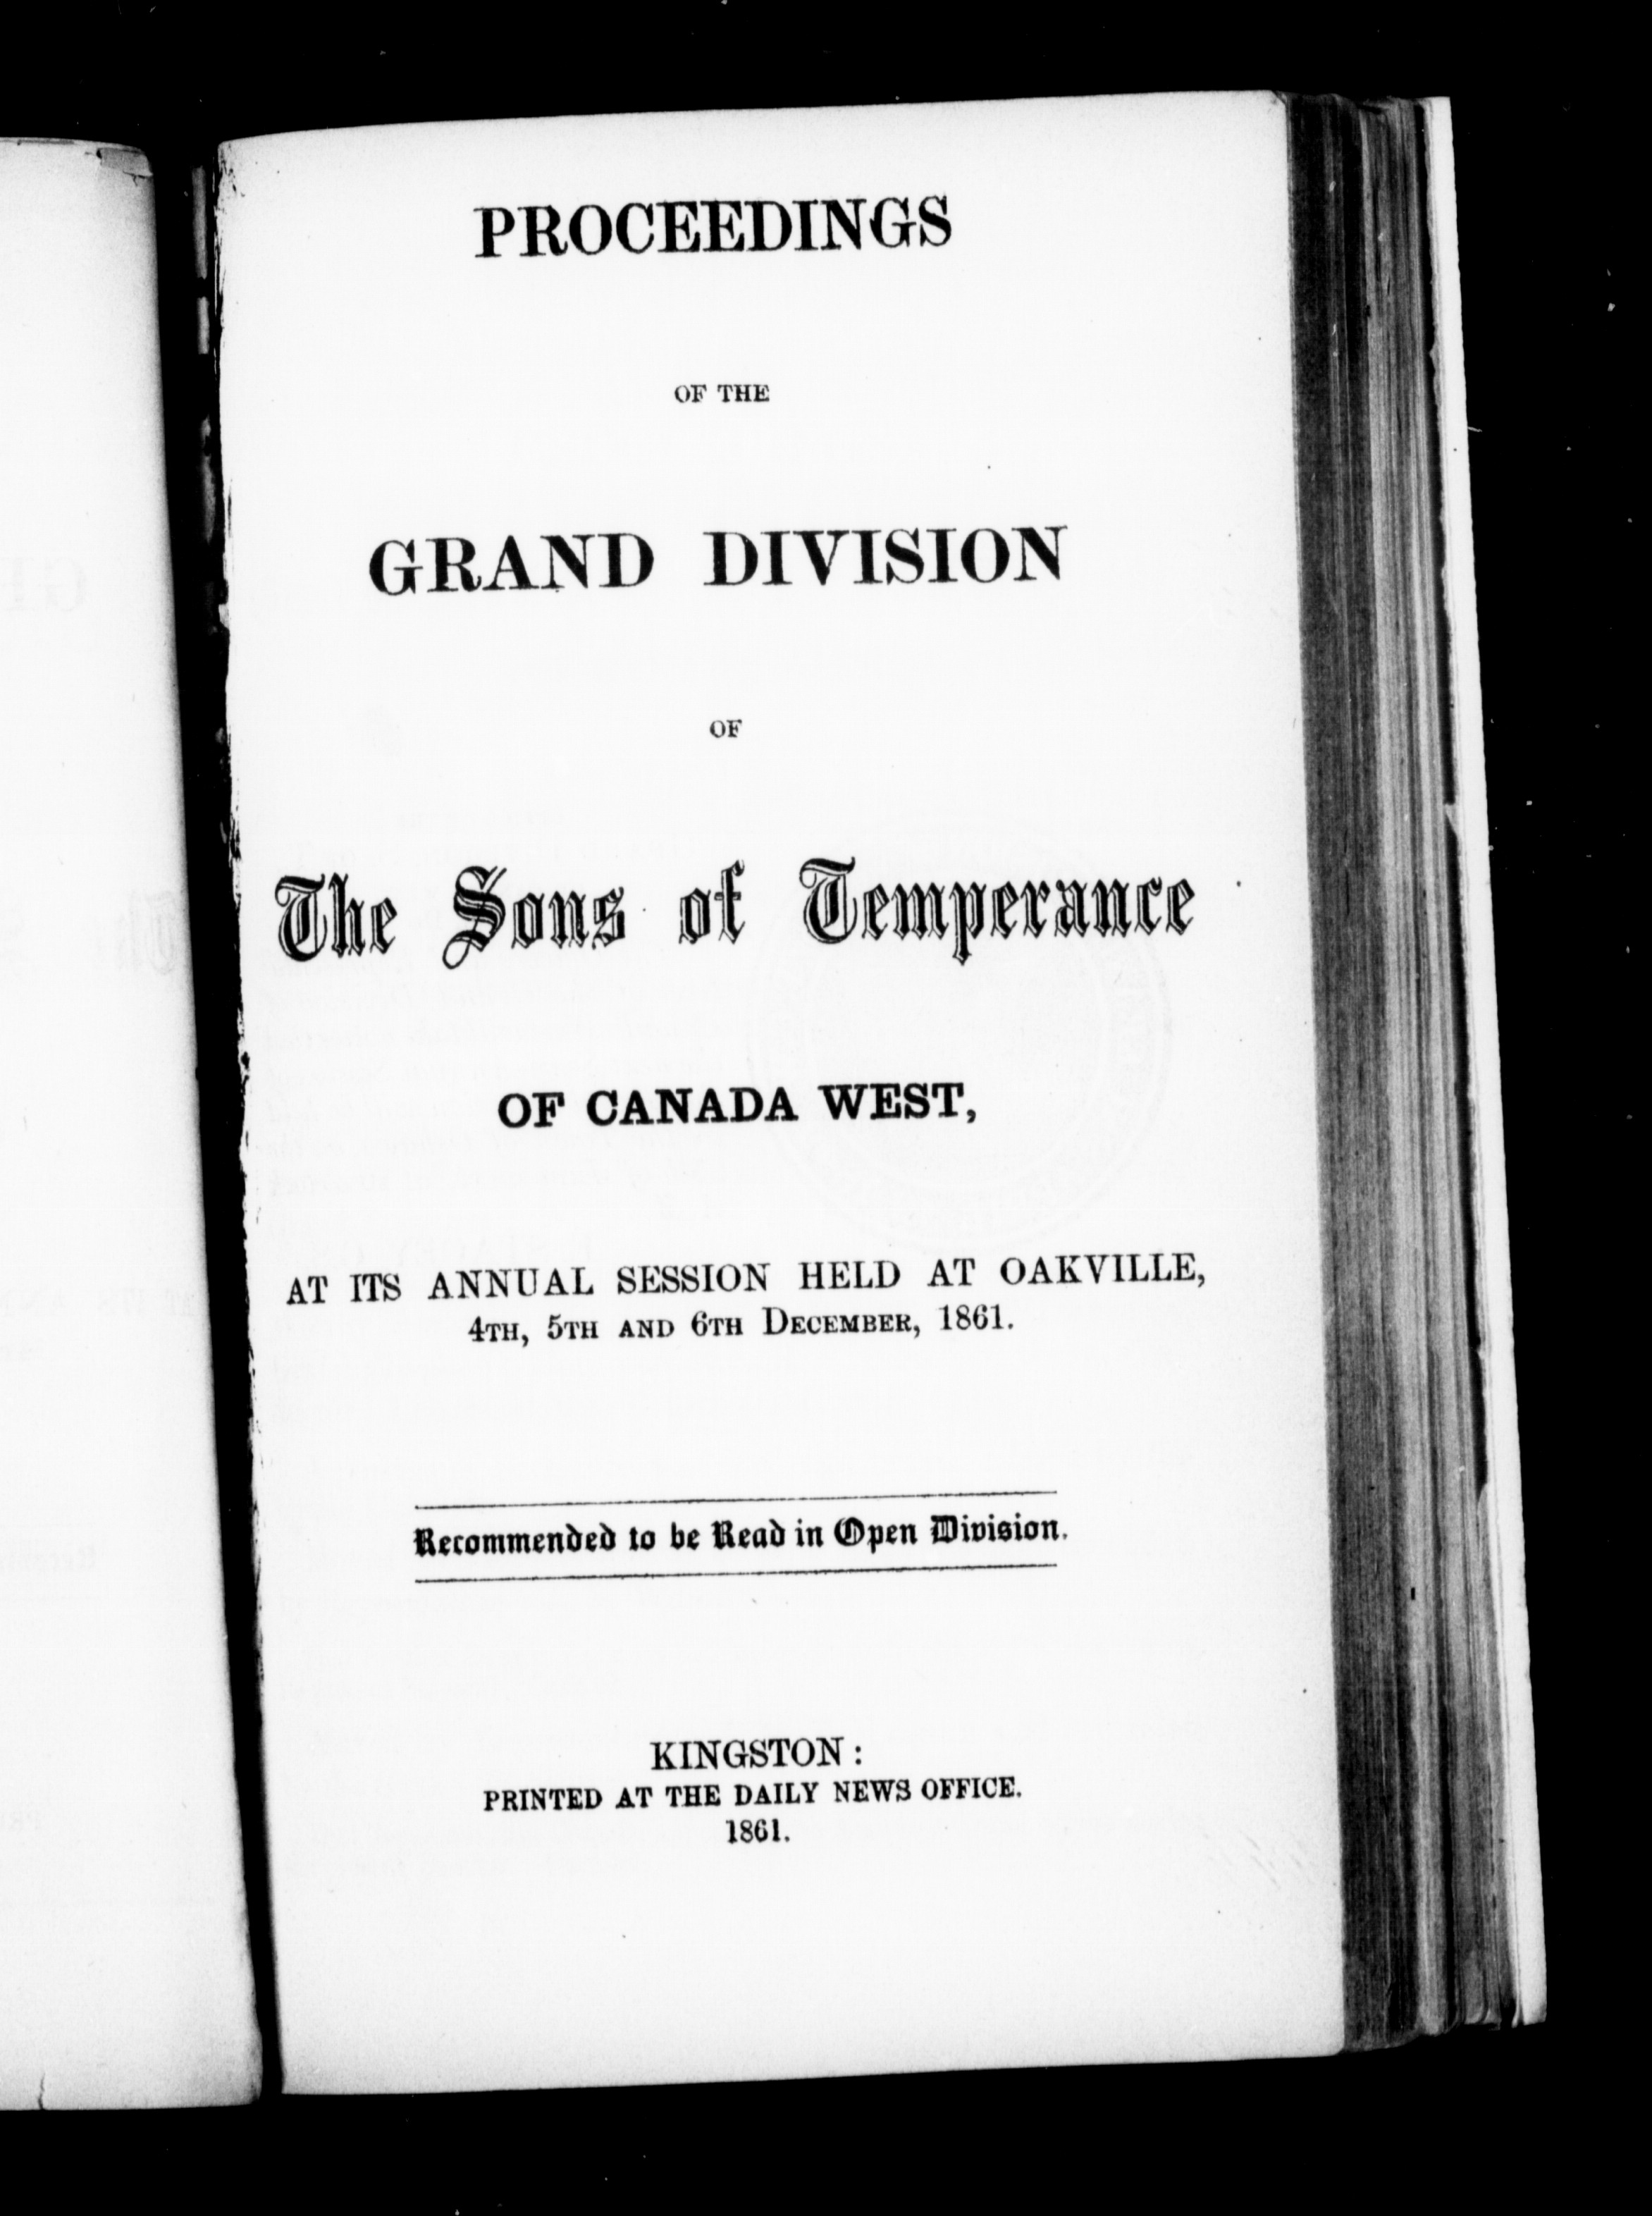 PROCEEDINGS
OF THE
GRAND DIVISION
OF
The Sons of Temperance
OF CANADA WEST,
AT ITS ANNUAL SESSION HELD AT OAKVILLE,
4TH, 5TH AND 6TH DECEMBER, 1861.
Recommended to be Read in Open Division.
KINGSTON:
PRINTED AT THE DAILY NEWS OFFICE.
1861.